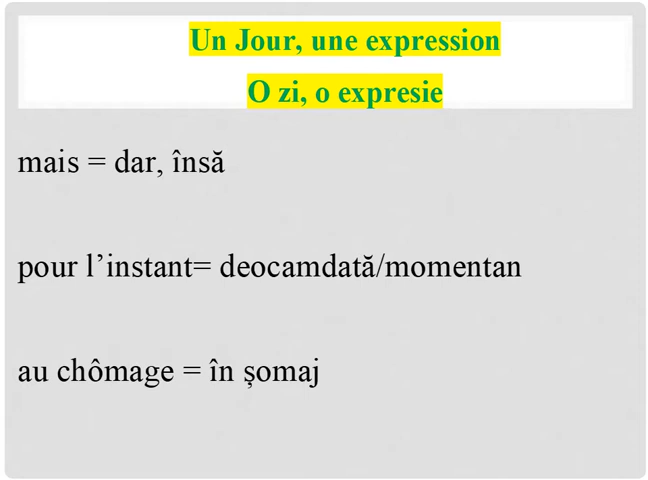 Un Jour, une expression
O zi, o expresie
mais = dar, însă
pour l’instant= deocamdată/momentan
au chômage = în șomaj